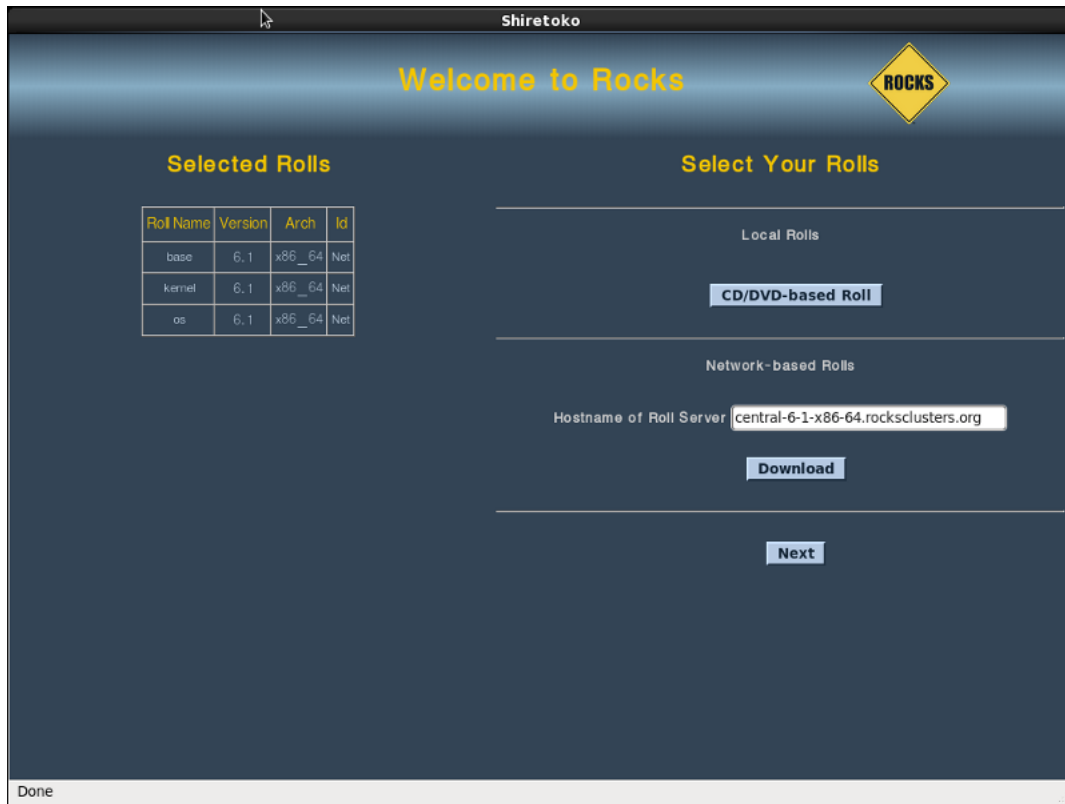 Shiretoko
Welcome to Rocks
ROCKS
Selected Rolls
Roll Name Version Arch Id
base 6.1 x86_64 Net
kernel 6.1 x86_64 Net
os 6.1 x86_64 Net
Select Your Rolls
Local Rolls
CD/DVD-based Roll
Network-based Rolls
Hostname of Roll Server central-6-1-x86-64.rocksclusters.org
Download
Next
Done